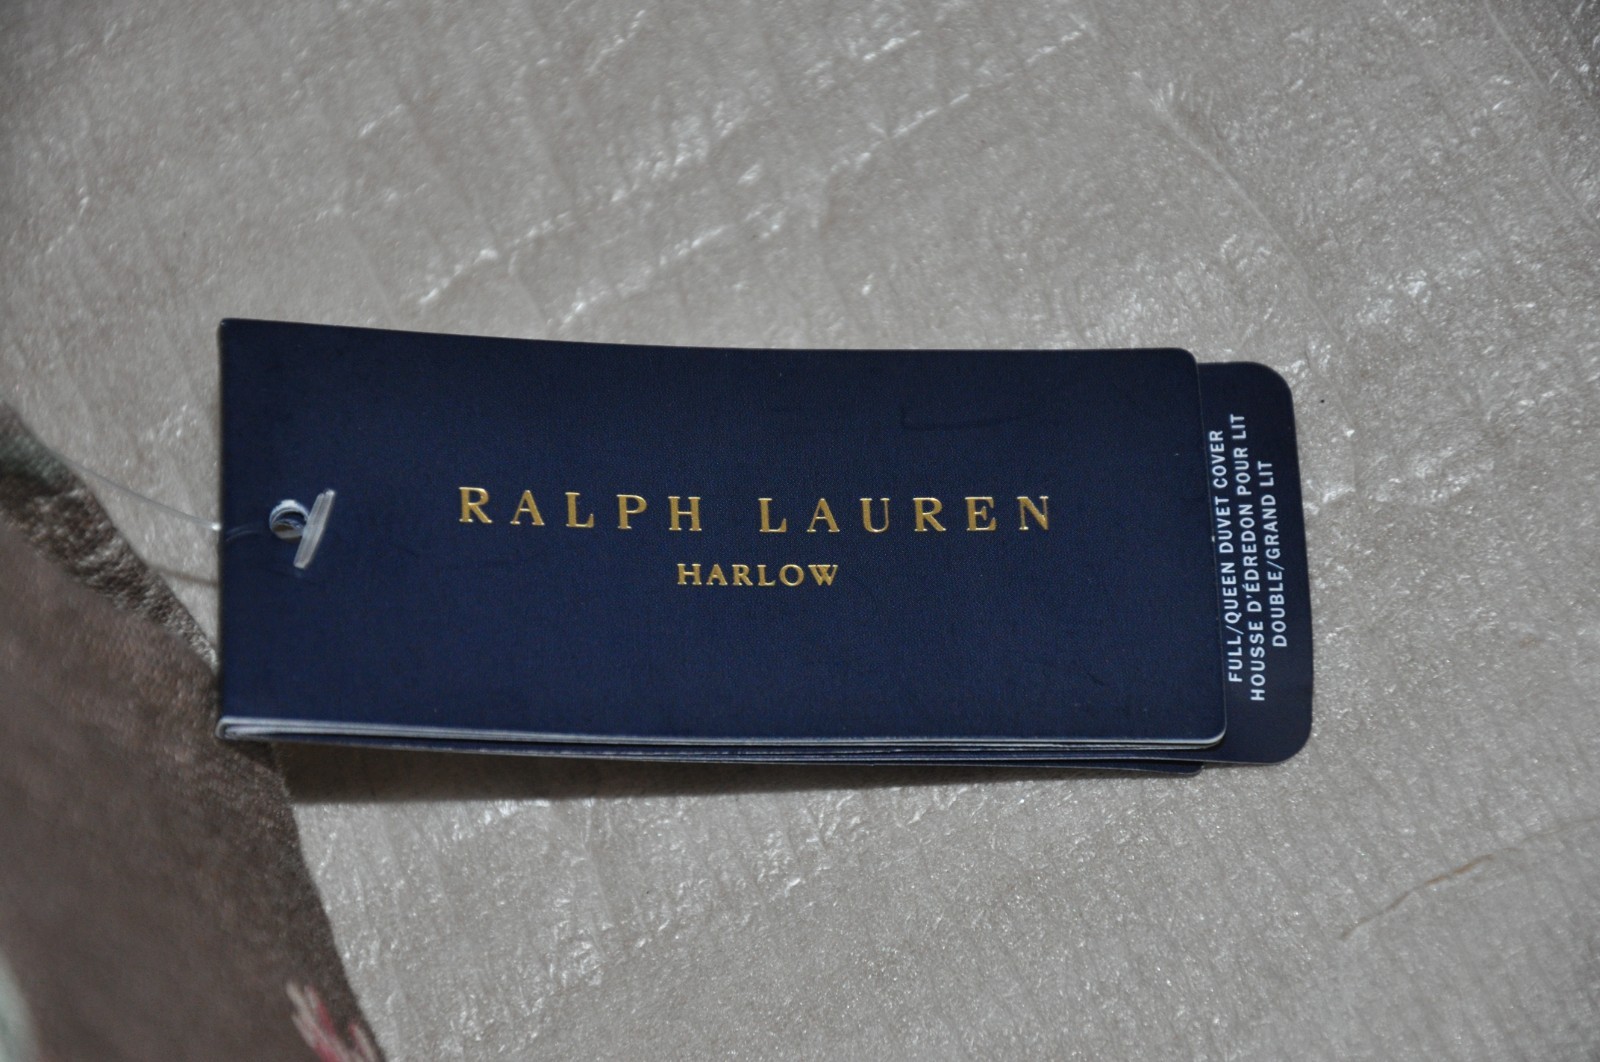 RALPH LAUREN
HARLOW
FULL/QUEEN DUVET COVER
HOUSSE D'ÉDREDON POUR LIT
DOUBLE/GRAND LIT